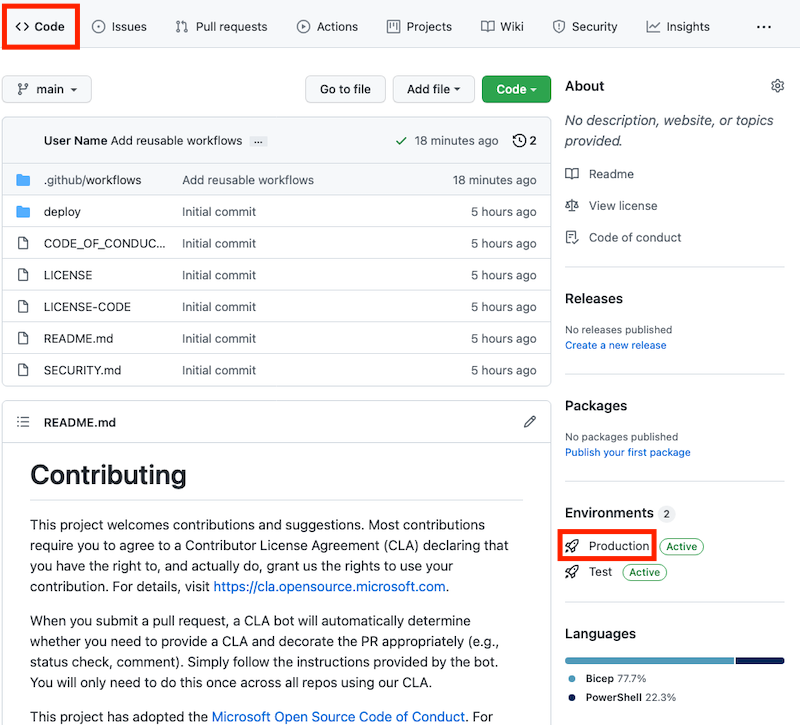 Code
Issues
Pull requests
Actions
Projects
Wiki
Security
Insights
...
main
Go to file
Add file
Code
User Name Add reusable workflows ...
18 minutes ago
2
.github/workflows Add reusable workflows 18 minutes ago
deploy Initial commit 5 hours ago
CODE_OF_CONDUC... Initial commit 5 hours ago
LICENSE Initial commit 5 hours ago
LICENSE-CODE Initial commit 5 hours ago
README.md Initial commit 5 hours ago
SECURITY.md Initial commit 5 hours ago
README.md
Contributing
This project welcomes contributions and suggestions. Most contributions
require you to agree to a Contributor License Agreement (CLA) declaring that
you have the right to, and actually do, grant us the rights to use your
contribution. For details, visit https://cla.opensource.microsoft.com.
When you submit a pull request, a CLA bot will automatically determine
whether you need to provide a CLA and decorate the PR appropriately (e.g.,
status check, comment). Simply follow the instructions provided by the bot.
You will only need to do this once across all repos using our CLA.
This project has adopted the Microsoft Open Source Code of Conduct. For
About
No description, website, or topics
provided.
Readme
View license
Code of conduct
Releases
No releases published
Create a new release
Packages
No packages published
Publish your first package
Environments 2
Production Active
Test Active
Languages
Bicep 77.7%
PowerShell 22.3%